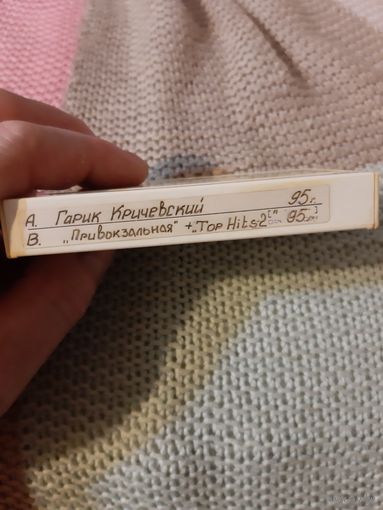 A. Гарик Кричевский 95г.
B. „Привокзальная" + „Top Hits-2" 95